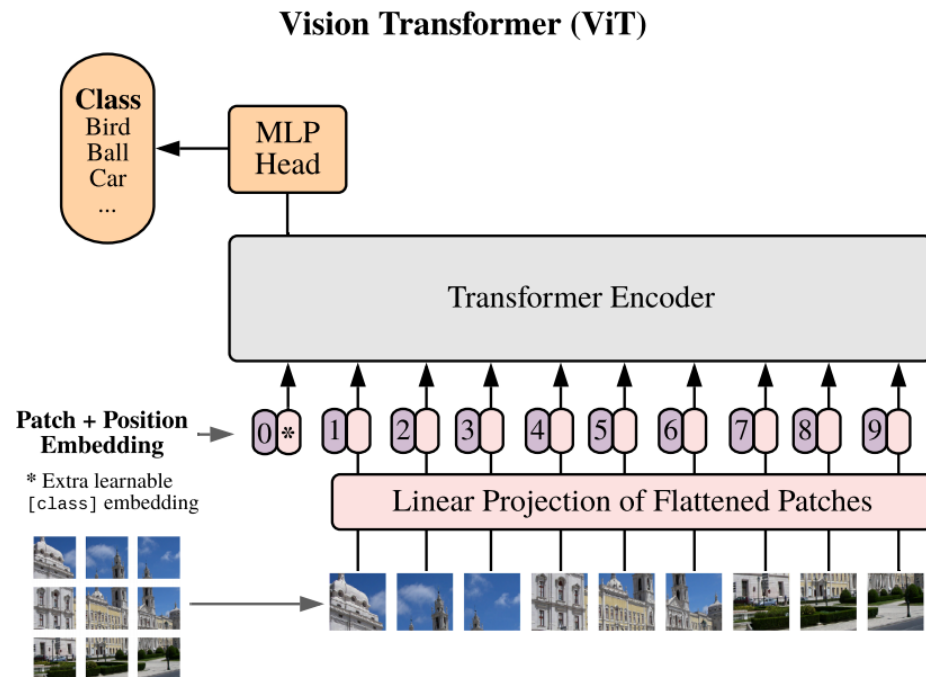 Vision Transformer (ViT)
Class
Bird
Ball
Car
...
MLP
Head
Transformer Encoder
Patch + Position
Embedding
0 * 1 2 3 4 5 6 7 8 9
* Extra learnable
[class] embedding
Linear Projection of Flattened Patches